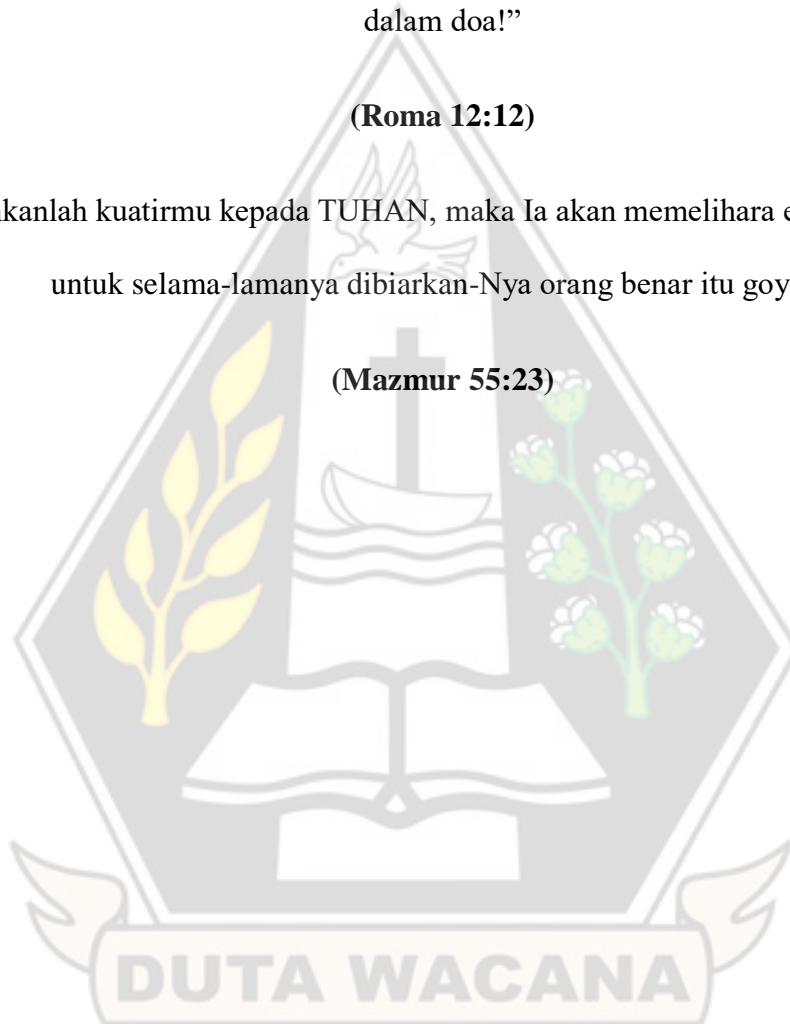 dalam doa!”
(Roma 12:12)
kanlah kuatirmu kepada TUHAN, maka Ia akan memelihara e
untuk selama-lamanya dibiarkan-Nya orang benar itu goy
(Mazmur 55:23)
DUTA WACANA